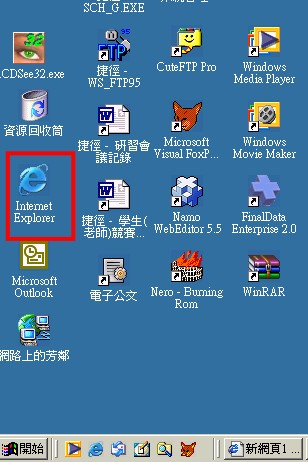 SCH_G.EXE
ACDSee32.exe
捷徑 -
WS_FTP95
CuteFTP Pro
Windows
Media Player
資源回收筒
捷徑 - 研習會
議記錄
Microsoft
Visual FoxP...
Windows
Movie Maker
Internet
Explorer
捷徑 - 學生(
老師)競賽...
Namo
WebEditor 5.5
FinalData
Enterprise 2.0
Microsoft
Outlook
電子公文
Nero - Burning
Rom
WinRAR
網路上的芳鄰
開始
新網頁1 -